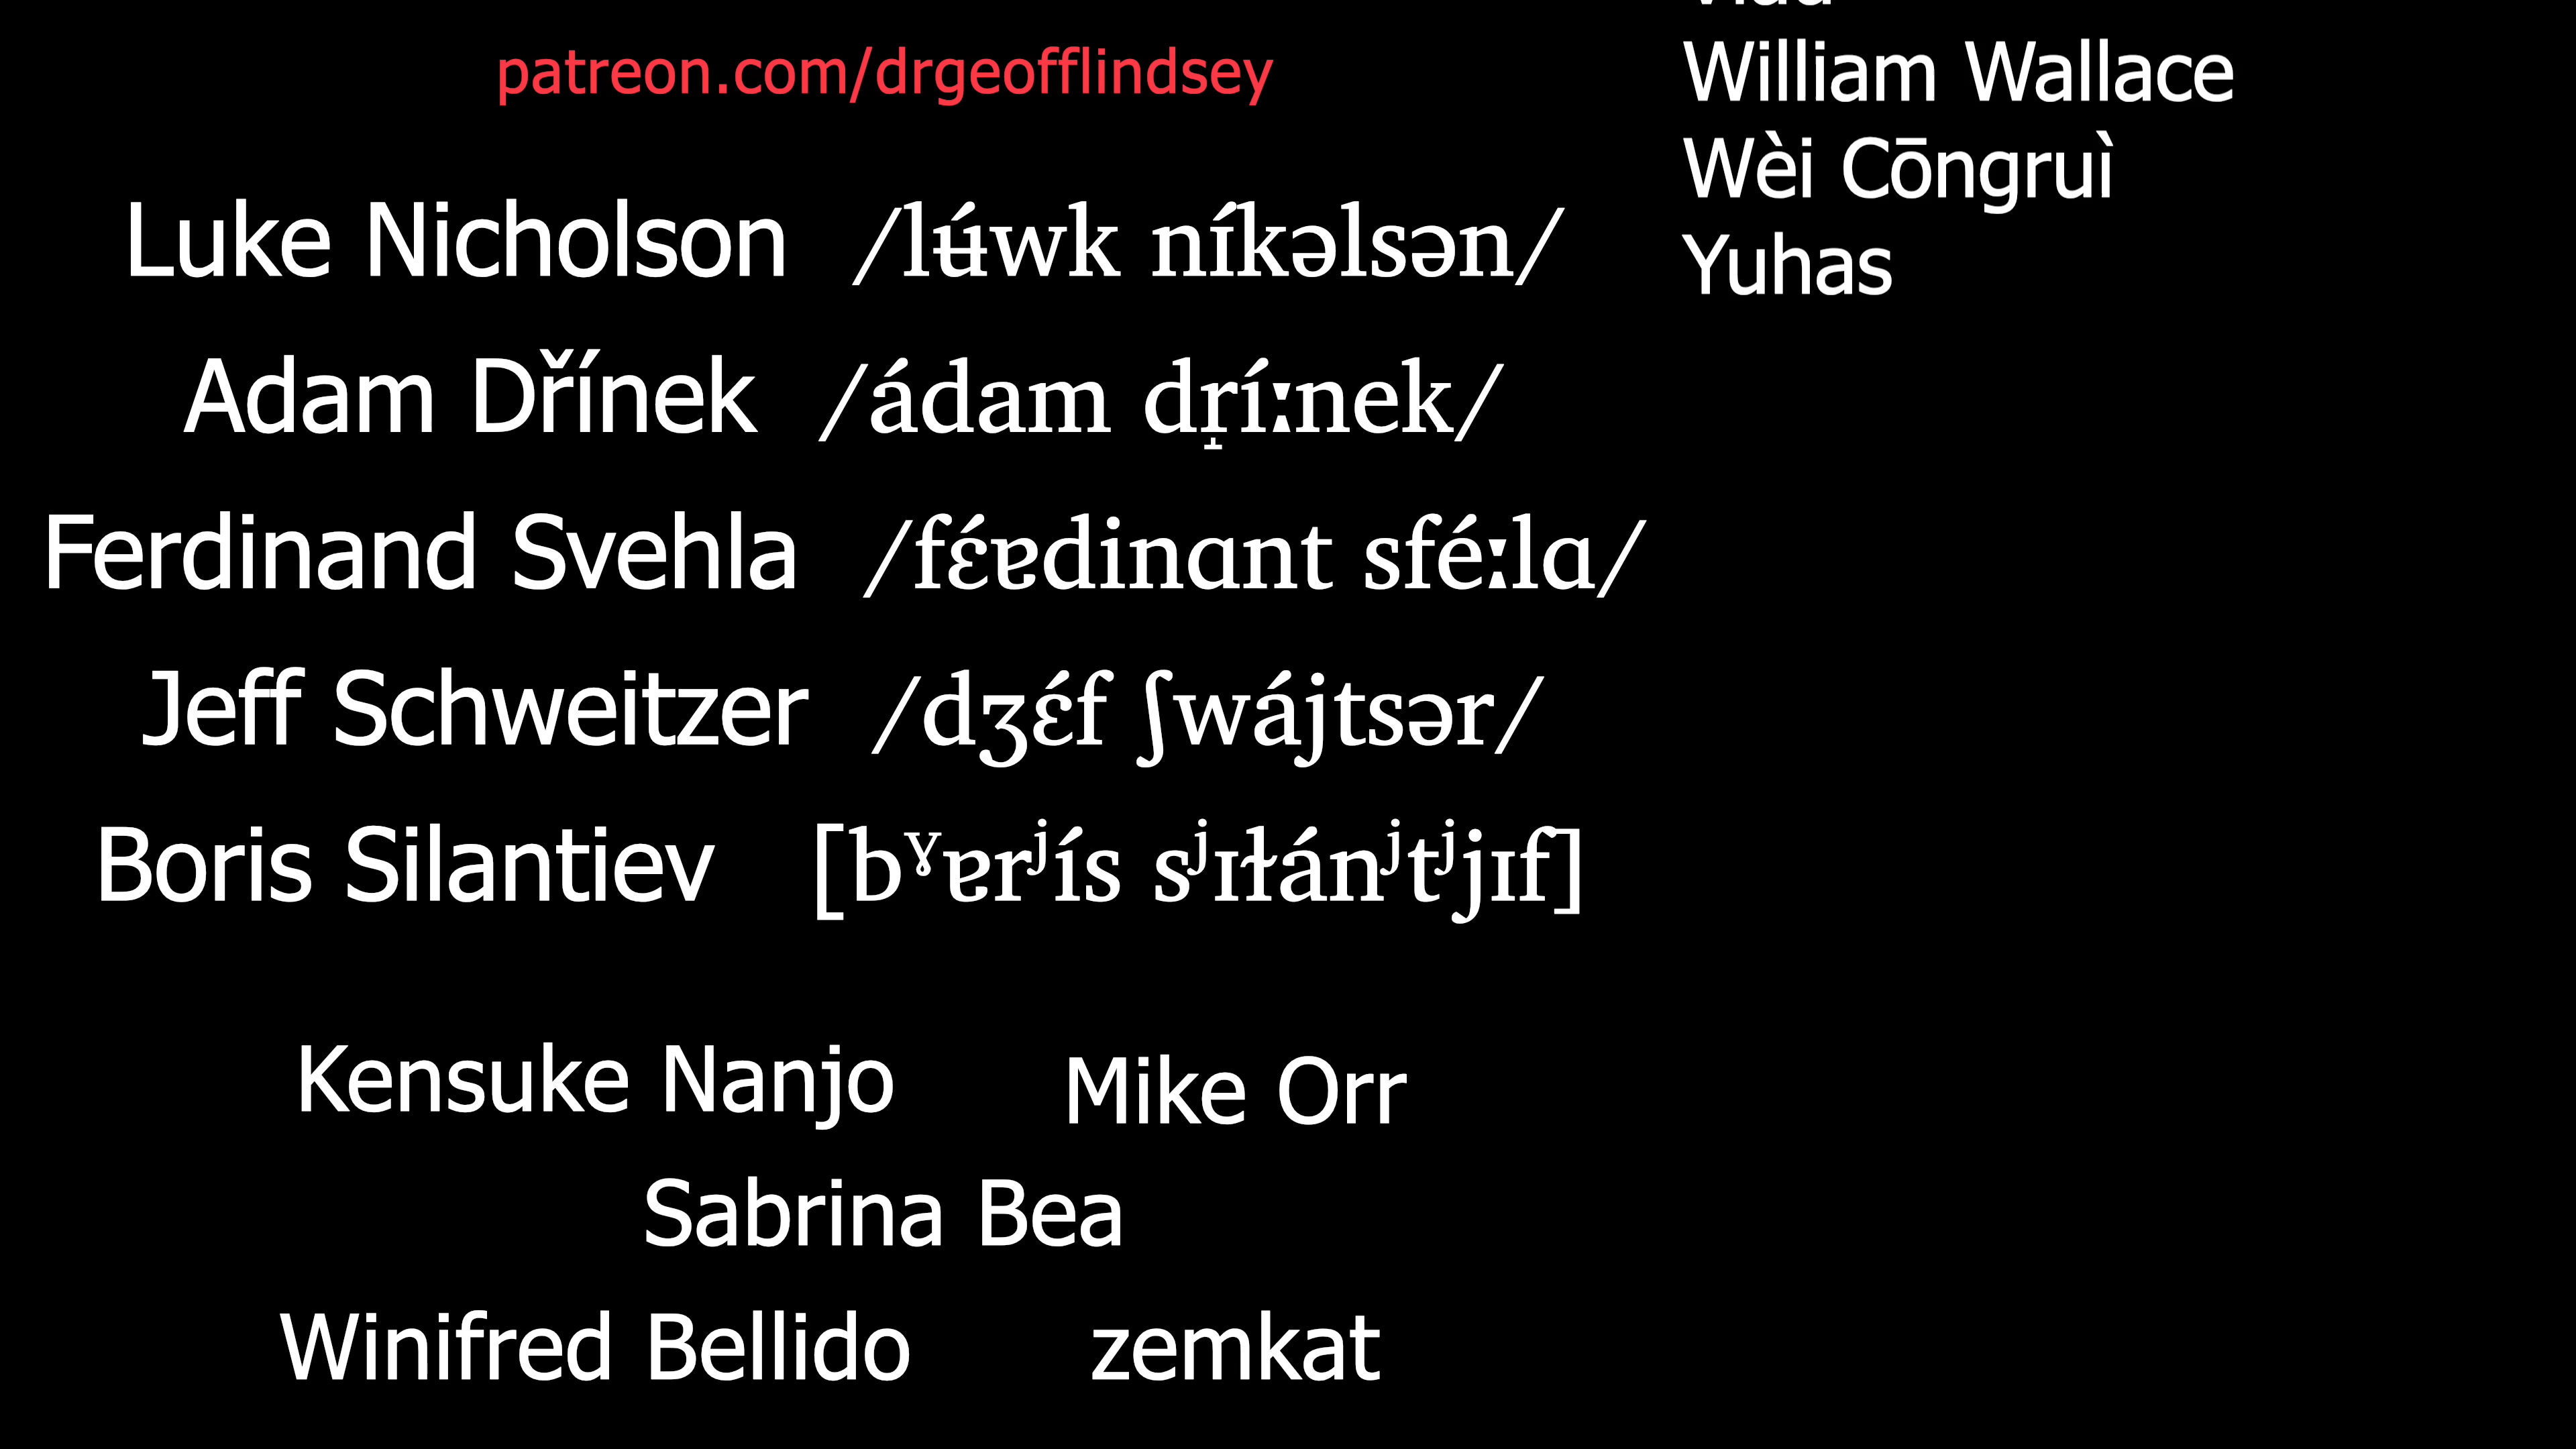 patreon.com/drgeofflindsey
Luke Nicholson /lʉ́wk níkəlsən/
Adam Dřínek /ádam dr̝íːnek/
Ferdinand Svehla /fɛ́ɐdinɑnt sféːlɑ/
Jeff Schweitzer /dʒɛ́f ʃwájtsər/
Boris Silantiev [bˠɐrʲís sʲɪɫánʲtʲjɪf]
Kensuke Nanjo Mike Orr
Sabrina Bea
Winifred Bellido zemkat
William Wallace
Wèi Cōngruì
Yuhas